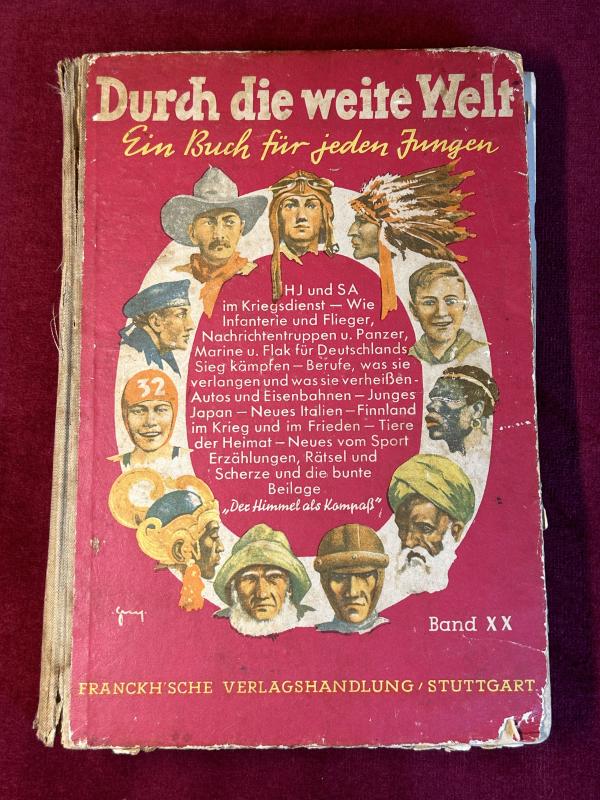 Durch die weite Welt
Ein Buch für jeden Jungen
HJ und SA
im Kriegsdienst – Wie
Infanterie und Flieger,
Nachrichtentruppen u. Panzer,
Marine u. Flak für Deutschlands
Sieg kämpfen – Berufe, was sie
verlangen und was sie verheißen -
Autos und Eisenbahnen – Junges
Japan – Neues Italien – Finnland
im Krieg und im Frieden – Tiere
der Heimat – Neues vom Sport
Erzählungen, Rätsel und
Scherze und die bunte
Beilage
„Der Himmel als Kompaß“
32
Band XX
FRANCKH'SCHE VERLAGSHANDLUNG / STUTTGART